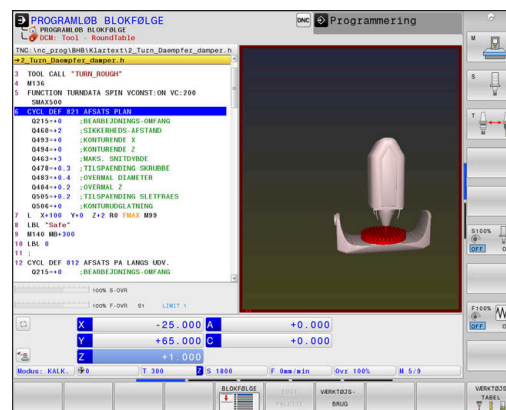 PROGRAMLØB BLOKFØLGE
DNC
Programmering
PROGRAMLØB BLOKFØLGE
DCM: Tool - RoundTable
TNC:\nc_prog\BHB\Klartext\2_Turn_Daempfer_damper.h
→2_Turn_Daempfer_damper.h
3 TOOL CALL "TURN_ROUGH"
4 M136
5 FUNCTION TURNDATA SPIN VCONST:ON VC:200
SMAX500
6 CYCL DEF 821 AFSATS PLAN
Q215=+0 ;BEARBEJDNINGS-OMFANG
Q460=+2 ;SIKKERHEDS-AFSTAND
Q493=+0 ;KONTURENDE X
Q494=+0 ;KONTURENDE Z
Q463=+3 ;MAKS. SNITDYBDE
Q478=+0.3 ;TILSPAENDING SKRUBBE
Q483=+0.4 ;OVERMAL DIAMETER
Q484=+0.2 ;OVERMAL Z
Q505=+0.2 ;TILSPAENDING SLETFRAES
Q506=+0 ;KONTURUDGLATNING
7 L X+100 Y+0 Z+2 R0 FMAX M99
8 LBL "Safe"
9 M140 MB+300
10 LBL 0
11 ;
12 CYCL DEF 812 AFSATS PA LANGS UDV.
Q215=+0 ;BEARBEJDNINGS-OMFANG
100% S-OVR
100% F-OVR S1 LIMIT 1
X -25.000 A +0.000
Y +65.000 C +0.000
Z +1.000
Modus: KALK. 0 T 300 Z S 1800 F 0mm/min Ovr 100% M 5/9
M
S
T
S100%
OFF
F100%
OFF
BLOKFØLGE
EDIT
PALETTE
VÆRKTØJS-
BRUG
VÆRKTØJS
TABEL